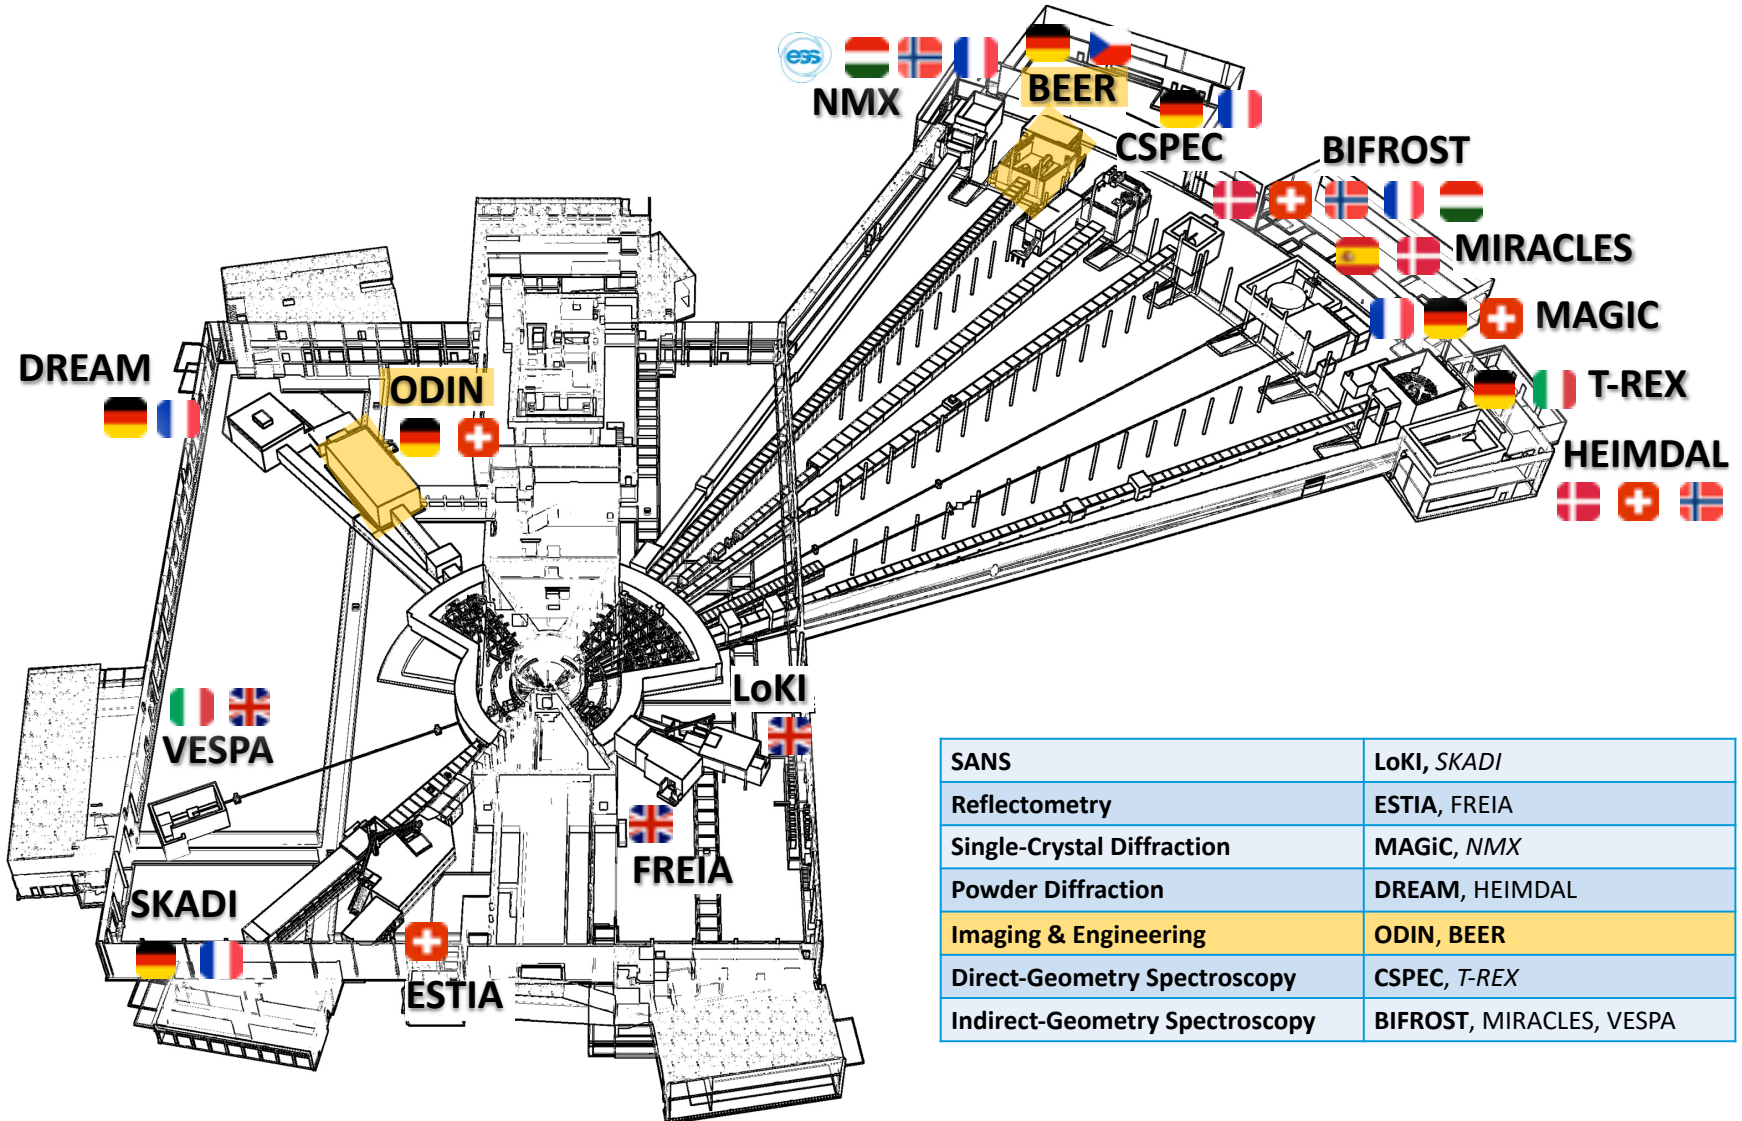 ess
NMX
BEER
CSPEC
BIFROST
MIRACLES
MAGIC
T-REX
HEIMDAL
DREAM
ODIN
LoKI
VESPA
FREIA
SKADI
ESTIA
SANS LoKI, SKADI
Reflectometry ESTIA, FREIA
Single-Crystal Diffraction MAGiC, NMX
Powder Diffraction DREAM, HEIMDAL
Imaging & Engineering ODIN, BEER
Direct-Geometry Spectroscopy CSPEC, T-REX
Indirect-Geometry Spectroscopy BIFROST, MIRACLES, VESPA